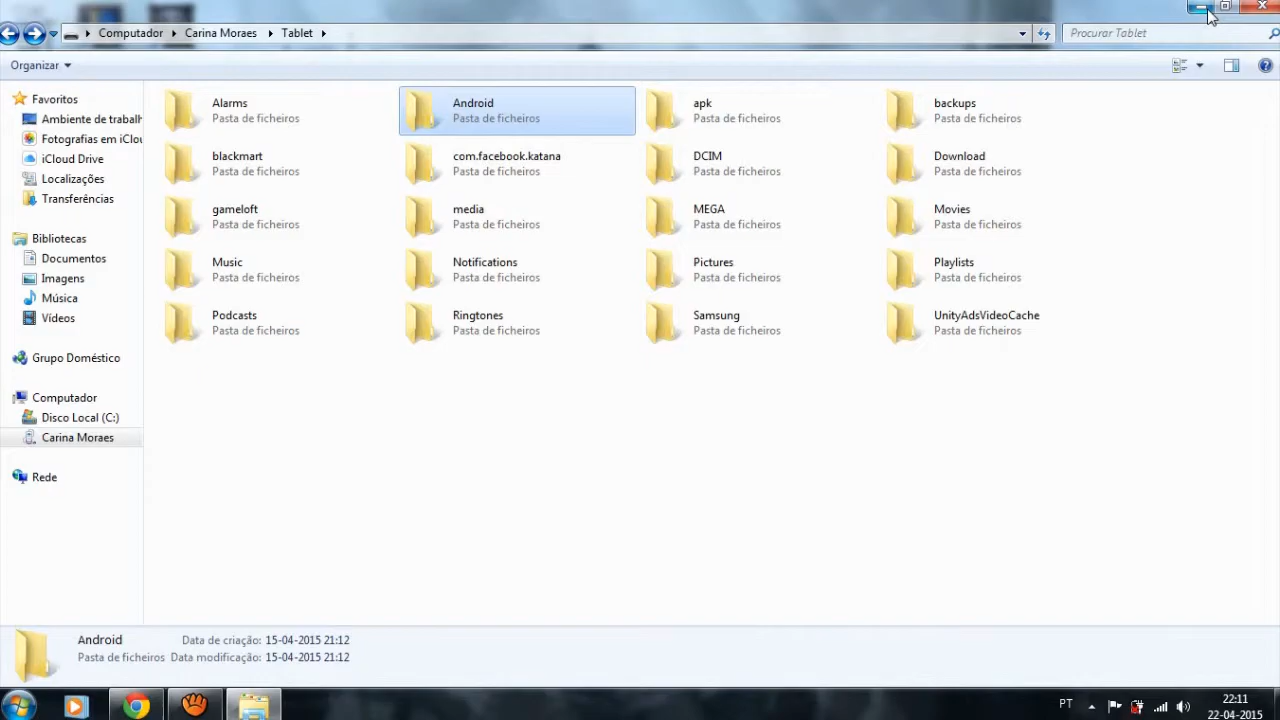 Computador Carina Moraes Tablet
Procurar Tablet
Organizar
Favoritos
Ambiente de trabalh
Fotografias em iClou
iCloud Drive
Localizações
Transferências
Bibliotecas
Documentos
Imagens
Música
Vídeos
Grupo Doméstico
Computador
Disco Local (C:)
Carina Moraes
Rede
Alarms
Pasta de ficheiros
Android
Pasta de ficheiros
apk
Pasta de ficheiros
backups
Pasta de ficheiros
blackmart
Pasta de ficheiros
com.facebook.katana
Pasta de ficheiros
DCIM
Pasta de ficheiros
Download
Pasta de ficheiros
gameloft
Pasta de ficheiros
media
Pasta de ficheiros
MEGA
Pasta de ficheiros
Movies
Pasta de ficheiros
Music
Pasta de ficheiros
Notifications
Pasta de ficheiros
Pictures
Pasta de ficheiros
Playlists
Pasta de ficheiros
Podcasts
Pasta de ficheiros
Ringtones
Pasta de ficheiros
Samsung
Pasta de ficheiros
UnityAdsVideoCache
Pasta de ficheiros
Android Data de criação: 15-04-2015 21:12
Pasta de ficheiros Data modificação: 15-04-2015 21:12
PT
22:11
22-04-2015